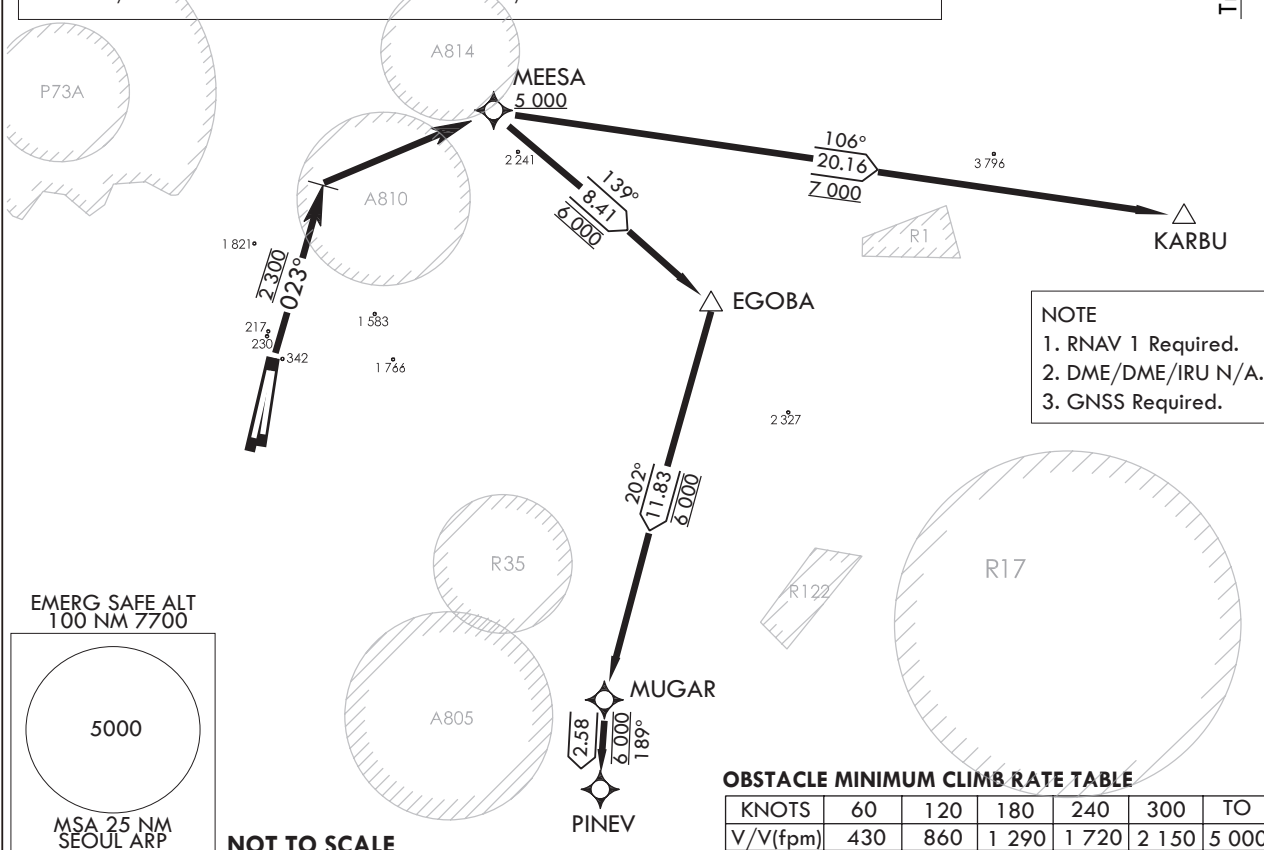 A814
P73A
MEESA
5 000
106°
20.16
7 000
3 796
2 241
139°
8.41
6 000
A810
R1
KARBU
1 821
2 300
023°
EGOBA
217
230
342
1 583
1 766
NOTE
1. RNAV 1 Required.
2. DME/DME/IRU N/A.
3. GNSS Required.
2 327
202°
11.83
6 000
R35
R17
R122
EMERG SAFE ALT
100 NM 7700
5000
MSA 25 NM
SEOUL ARP
A805
MUGAR
2.58
6 000
189°
PINEV
NOT TO SCALE
OBSTACLE MINIMUM CLIMB RATE TABLE
KNOTS 60 120 180 240 300 TO
V/V(fpm) 430 860 1 290 1 720 2 150 5 000